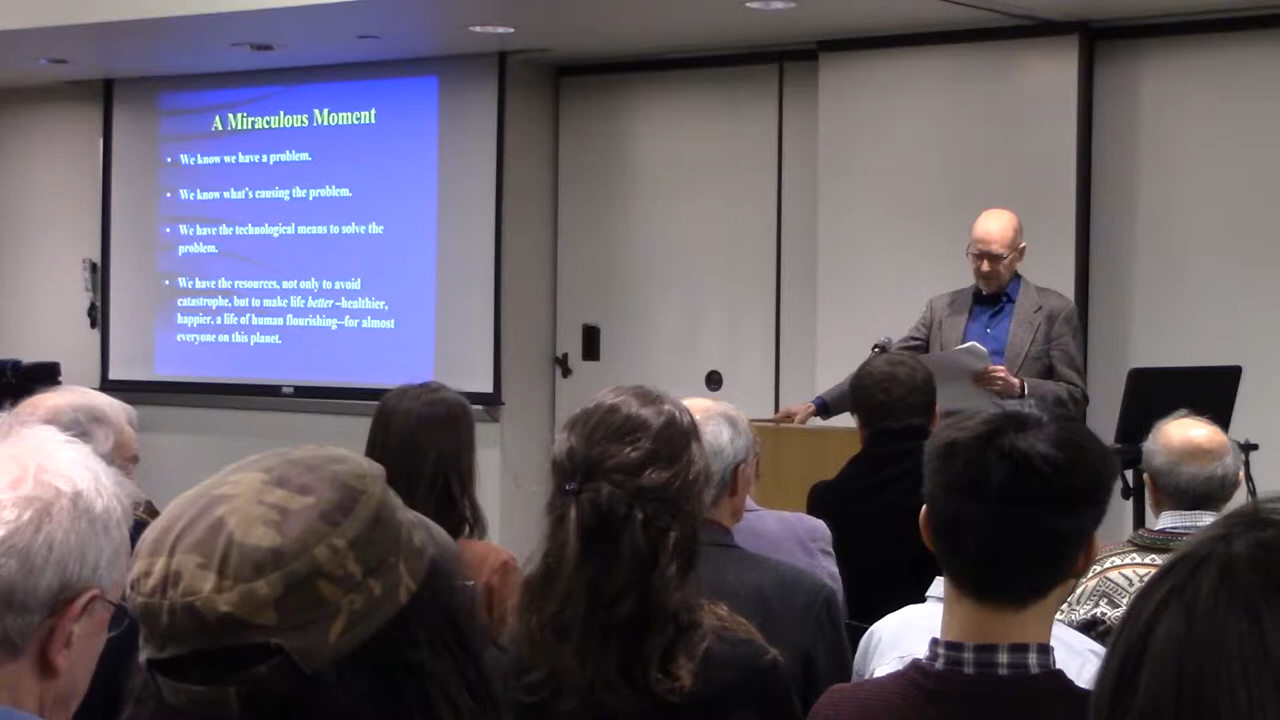 A Miraculous Moment
• We know we have a problem.
• We know what's causing the problem.
• We have the technological means to solve the
problem.
• We have the resources, not only to avoid
catastrophe, but to make life better–healthier,
happier, a life of human flourishing–for almost
everyone on this planet.